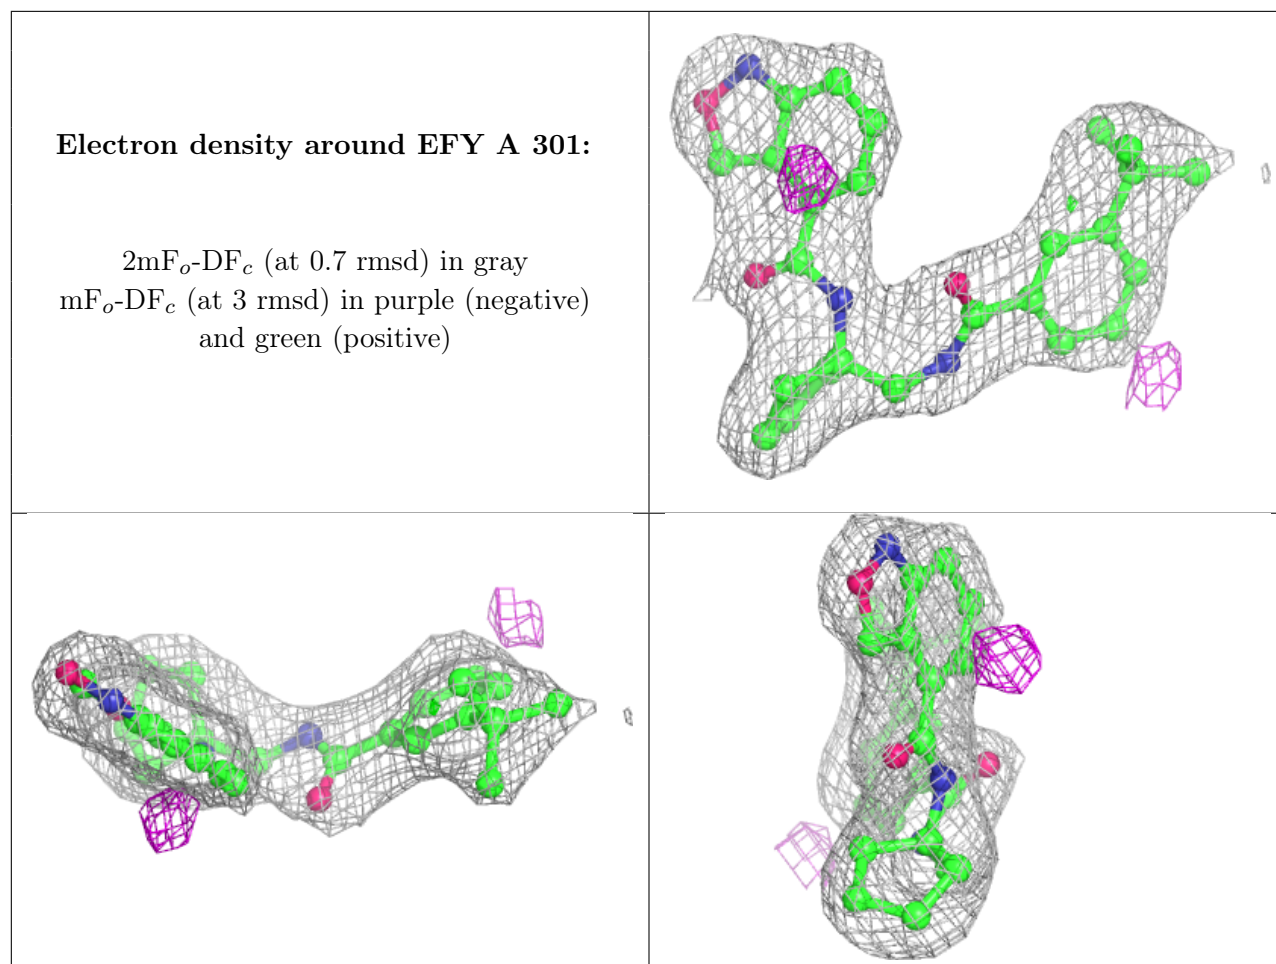 Electron density around EFY A 301:
2mFo-DFc (at 0.7 rmsd) in gray
mFo-DFc (at 3 rmsd) in purple (negative)
and green (positive)